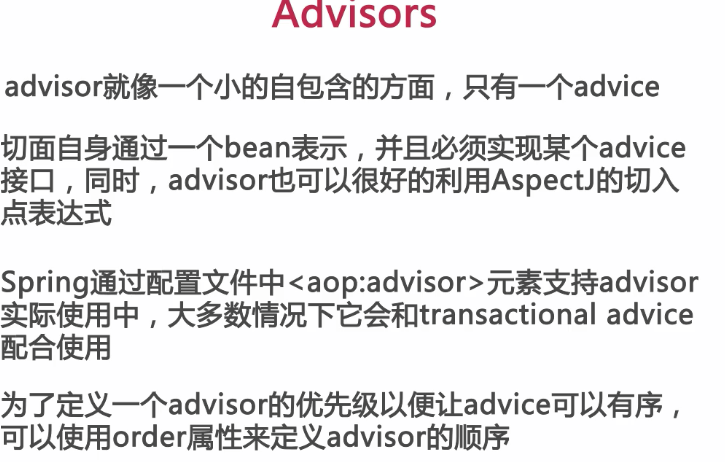 Advisors
advisor就像一个小的自包含的方面，只有一个advice
切面自身通过一个bean表示，并且必须实现某个advice
接口，同时，advisor也可以很好的利用AspectJ的切入
点表达式
Spring通过配置文件中<aop:advisor>元素支持advisor
实际使用中，大多数情况下它会和transactional advice
配合使用
为了定义一个advisor的优先级以便让advice可以有序，
可以使用order属性来定义advisor的顺序